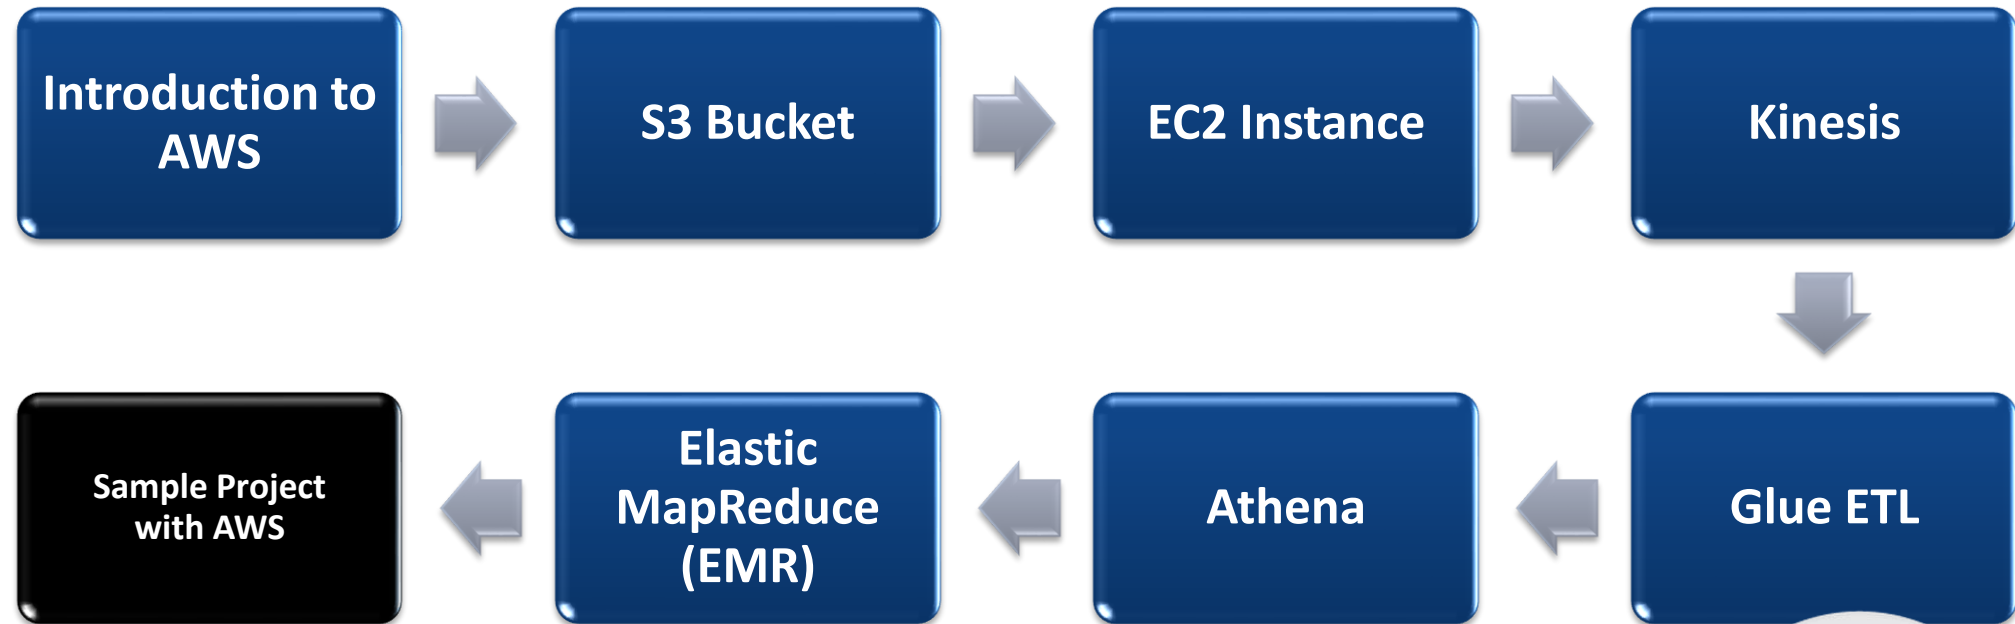 Introduction to
AWS
S3 Bucket
EC2 Instance
Kinesis
Glue ETL
Athena
Elastic
MapReduce
(EMR)
Sample Project
with AWS